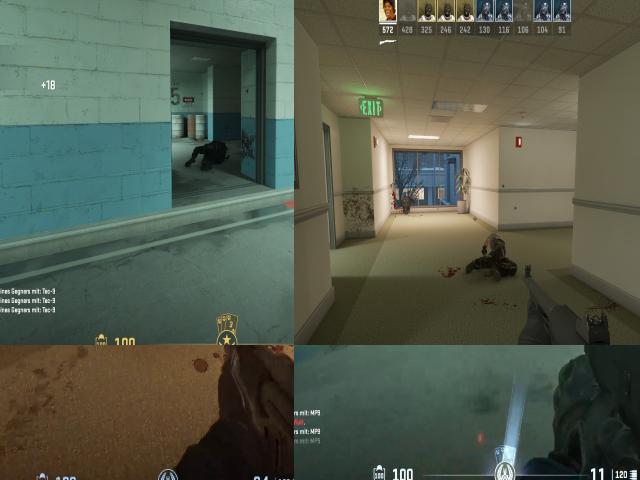 572 428 325 246 242 130 116 106 104 91
EXIT
+18
5
ines Gegners mit: Tec-9
ines Gegners mit: Tec-9
ines Gegners mit: Tec-9
100
rs mit: MP9
rs mit: MP9
rs mit: MP9
100
100
11 | 120